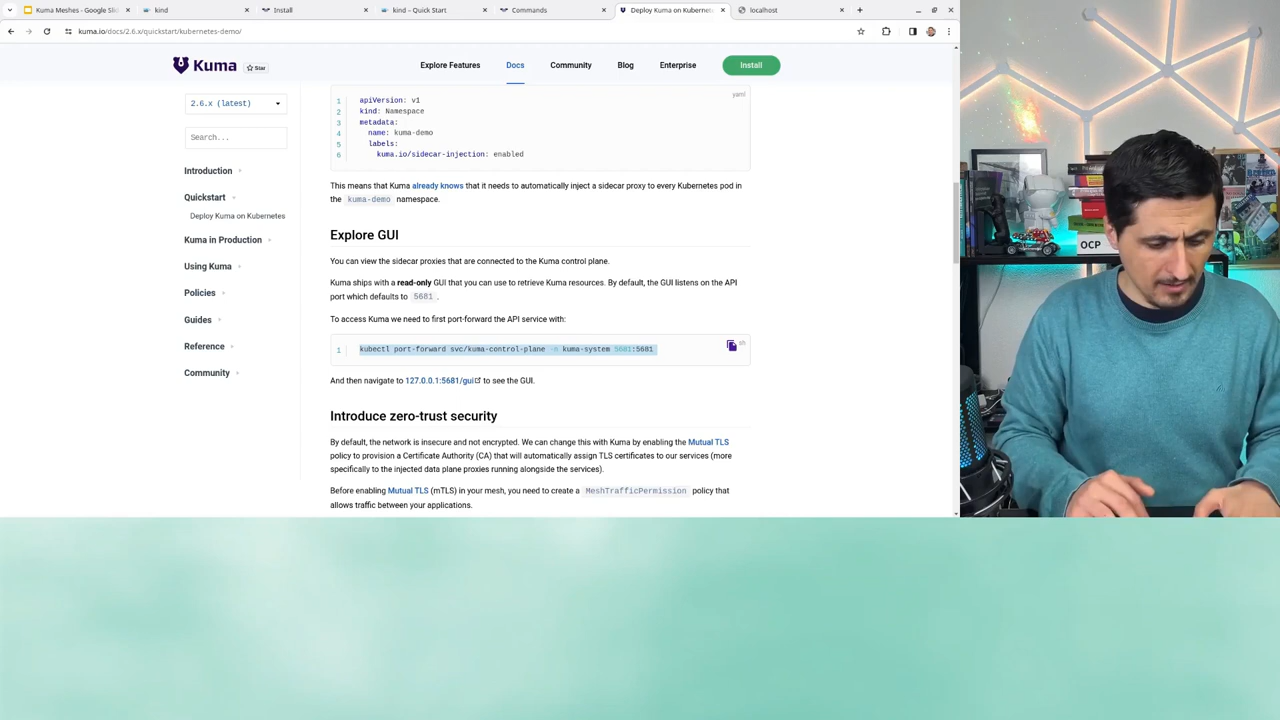 Kuma Meshes - Google Slid
kind
Install
kind – Quick Start
Commands
Deploy Kuma on Kubernete
localhost
kuma.io/docs/2.6.x/quickstart/kubernetes-demo/
Kuma
Star
Explore Features
Docs
Community
Blog
Enterprise
Install
2.6.x (latest)
Search...
Introduction
Quickstart
Deploy Kuma on Kubernetes
Kuma in Production
Using Kuma
Policies
Guides
Reference
Community
yaml
1 apiVersion: v1
2 kind: Namespace
3 metadata:
4 name: kuma-demo
5 labels:
6 kuma.io/sidecar-injection: enabled
This means that Kuma already knows that it needs to automatically inject a sidecar proxy to every Kubernetes pod in
the kuma-demo namespace.
Explore GUI
You can view the sidecar proxies that are connected to the Kuma control plane.
Kuma ships with a read-only GUI that you can use to retrieve Kuma resources. By default, the GUI listens on the API
port which defaults to 5681.
To access Kuma we need to first port-forward the API service with:
sh
1 kubectl port-forward svc/kuma-control-plane -n kuma-system 5681:5681
And then navigate to 127.0.0.1:5681/gui to see the GUI.
Introduce zero-trust security
By default, the network is insecure and not encrypted. We can change this with Kuma by enabling the Mutual TLS
policy to provision a Certificate Authority (CA) that will automatically assign TLS certificates to our services (more
specifically to the injected data plane proxies running alongside the services).
Before enabling Mutual TLS (mTLS) in your mesh, you need to create a MeshTrafficPermission policy that
allows traffic between your applications.
OCP